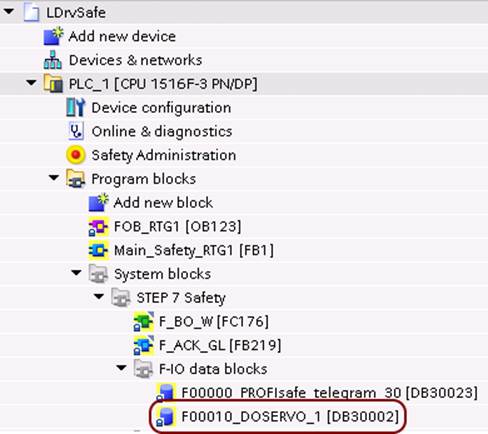 LDrvSafe
Add new device
Devices & networks
PLC_1 [CPU 1516F-3 PN/DP]
Device configuration
Online & diagnostics
Safety Administration
Program blocks
Add new block
FOB_RTG1 [OB123]
Main_Safety_RTG1 [FB1]
System blocks
STEP 7 Safety
F_BO_W [FC176]
F_ACK_GL [FB219]
F-IO data blocks
F00000_PROFIsafe_telegram_30 [DB30023]
F00010_DOSERVO_1 [DB30002]